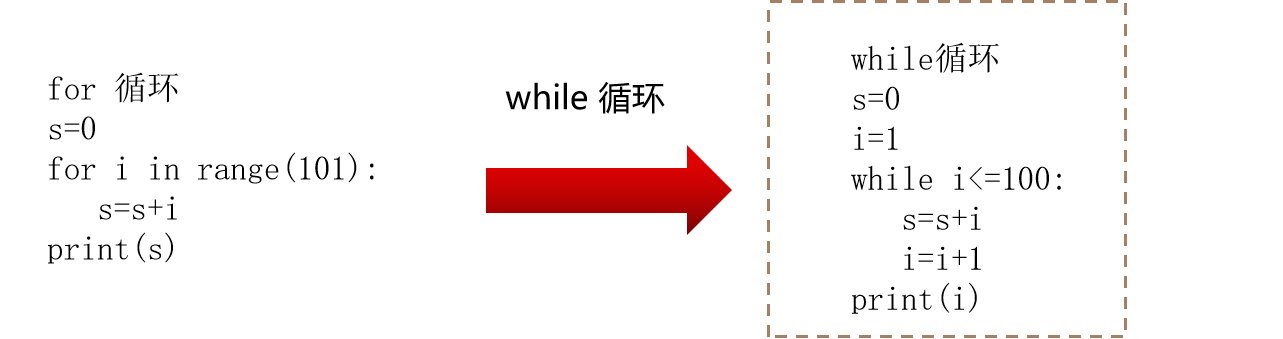 for 循环
s=0
for i in range(101):
s=s+i
print(s)
while 循环
while循环
s=0
i=1
while i<=100:
s=s+i
i=i+1
print(i)